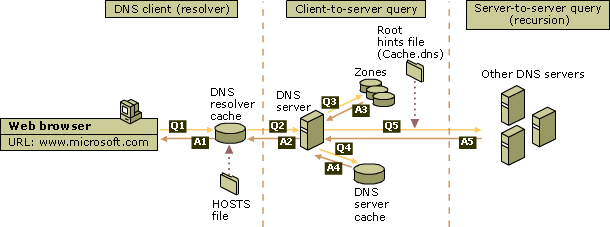 DNS client (resolver)
Client-to-server query
Server-to-server query
(recursion)
Root
hints file
(Cache.dns)
Zones
Other DNS servers
DNS
resolver
cache
DNS
server
Web browser
URL: www.microsoft.com
Q1
A1
Q2
A2
Q3
A3
Q4
A4
Q5
A5
HOSTS
file
DNS
server
cache